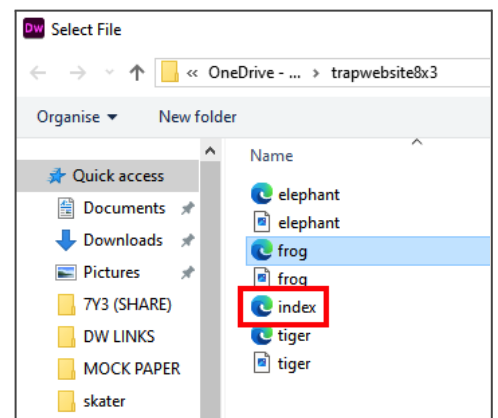 Dw Select File
« OneDrive - ... › trapwebsite8x3
Organise New folder
Name
Quick access
Documents
Downloads
Pictures
7Y3 (SHARE)
DW LINKS
MOCK PAPER
skater
elephant
elephant
frog
frog
index
tiger
tiger